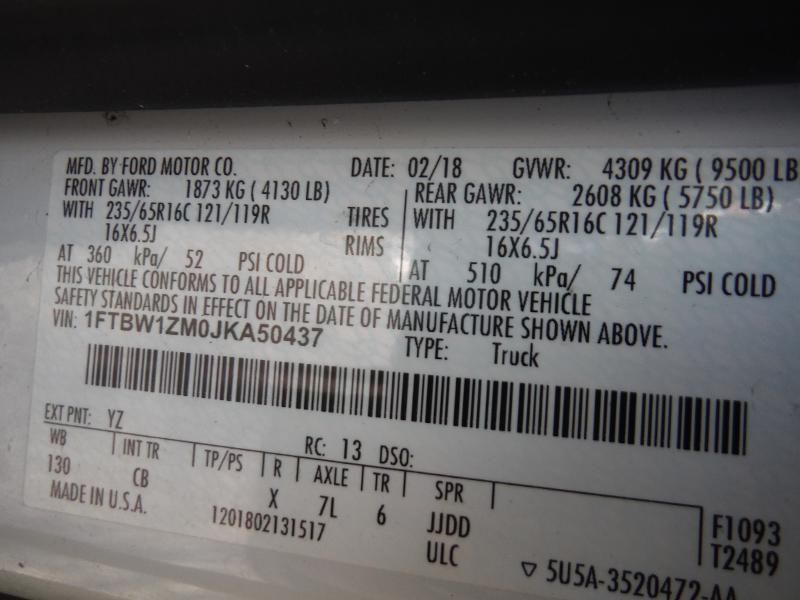 MFD. BY FORD MOTOR CO. DATE: 02/18 GVWR: 4309 KG ( 9500 LB
FRONT GAWR: 1873 KG ( 4130 LB) REAR GAWR: 2608 KG ( 5750 LB)
WITH 235/65R16C 121/119R TIRES WITH 235/65R16C 121/119R
16X6.5J RIMS 16X6.5J
AT 360 kPa/ 52 PSI COLD AT 510 kPa/ 74 PSI COLD
THIS VEHICLE CONFORMS TO ALL APPLICABLE FEDERAL MOTOR VEHICLE
SAFETY STANDARDS IN EFFECT ON THE DATE OF MANUFACTURE SHOWN ABOVE.
VIN: 1FTBW1ZM0JKA50437 TYPE: Truck
EXT PNT: YZ RC: 13 DSO:
WB INT TR TP/PS R AXLE TR SPR
130 CB X 7L 6 JJDD F1093
MADE IN U.S.A. 1201802131517 ULC T2489
▽ 5U5A-3520472-AA